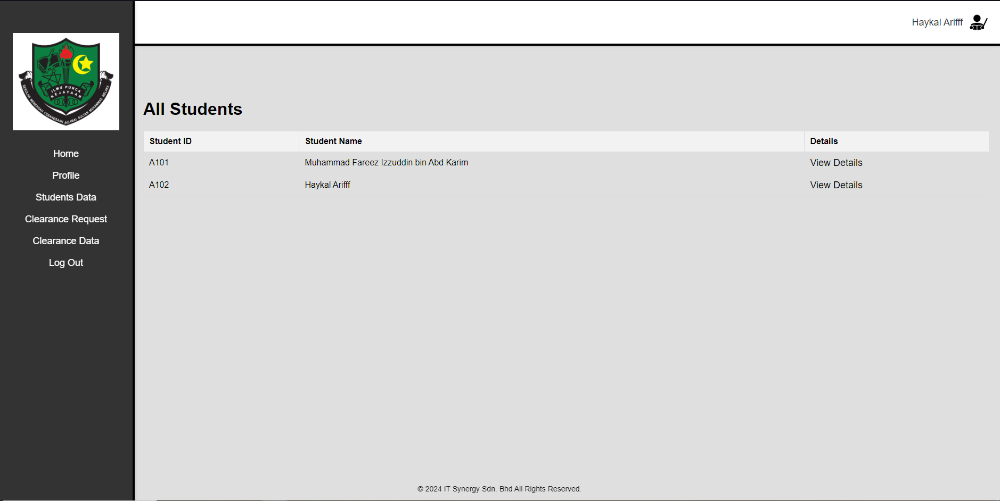 Haykal Arifff
ILMU PUNCA
KEJAYAAN
SEKOLAH MENENGAH KEBANGSAAN (AGAMA) SULTAN MUHAMMAD MELAKA
Home
Profile
Students Data
Clearance Request
Clearance Data
Log Out
All Students
Student ID Student Name Details
A101 Muhammad Fareez Izzuddin bin Abd Karim View Details
A102 Haykal Arifff View Details
© 2024 IT Synergy Sdn. Bhd All Rights Reserved.